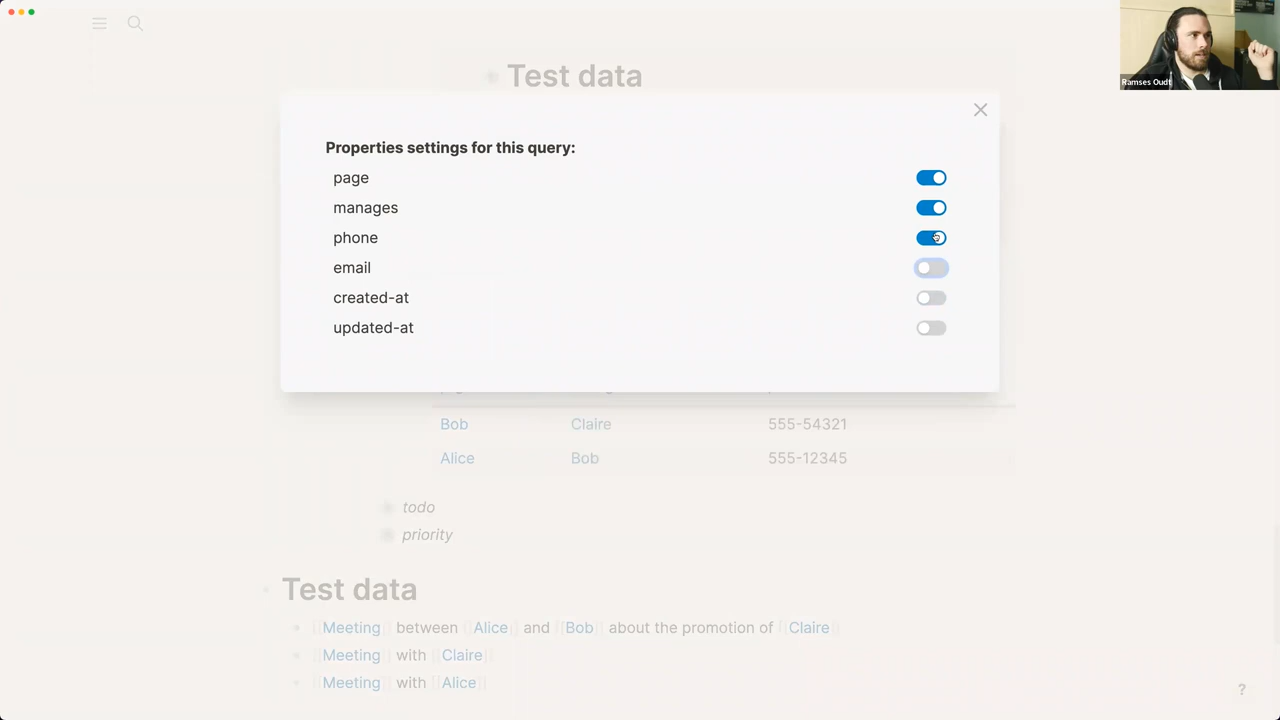 Test data
Ramses Oudt
Properties settings for this query:
page
manages
phone
email
created-at
updated-at
Bob Claire 555-54321
Alice Bob 555-12345
todo
priority
Test data
[[Meeting]] between [[Alice]] and [[Bob]] about the promotion of [[Claire]]
[[Meeting]] with [[Claire]]
[[Meeting]] with [[Alice]]
?